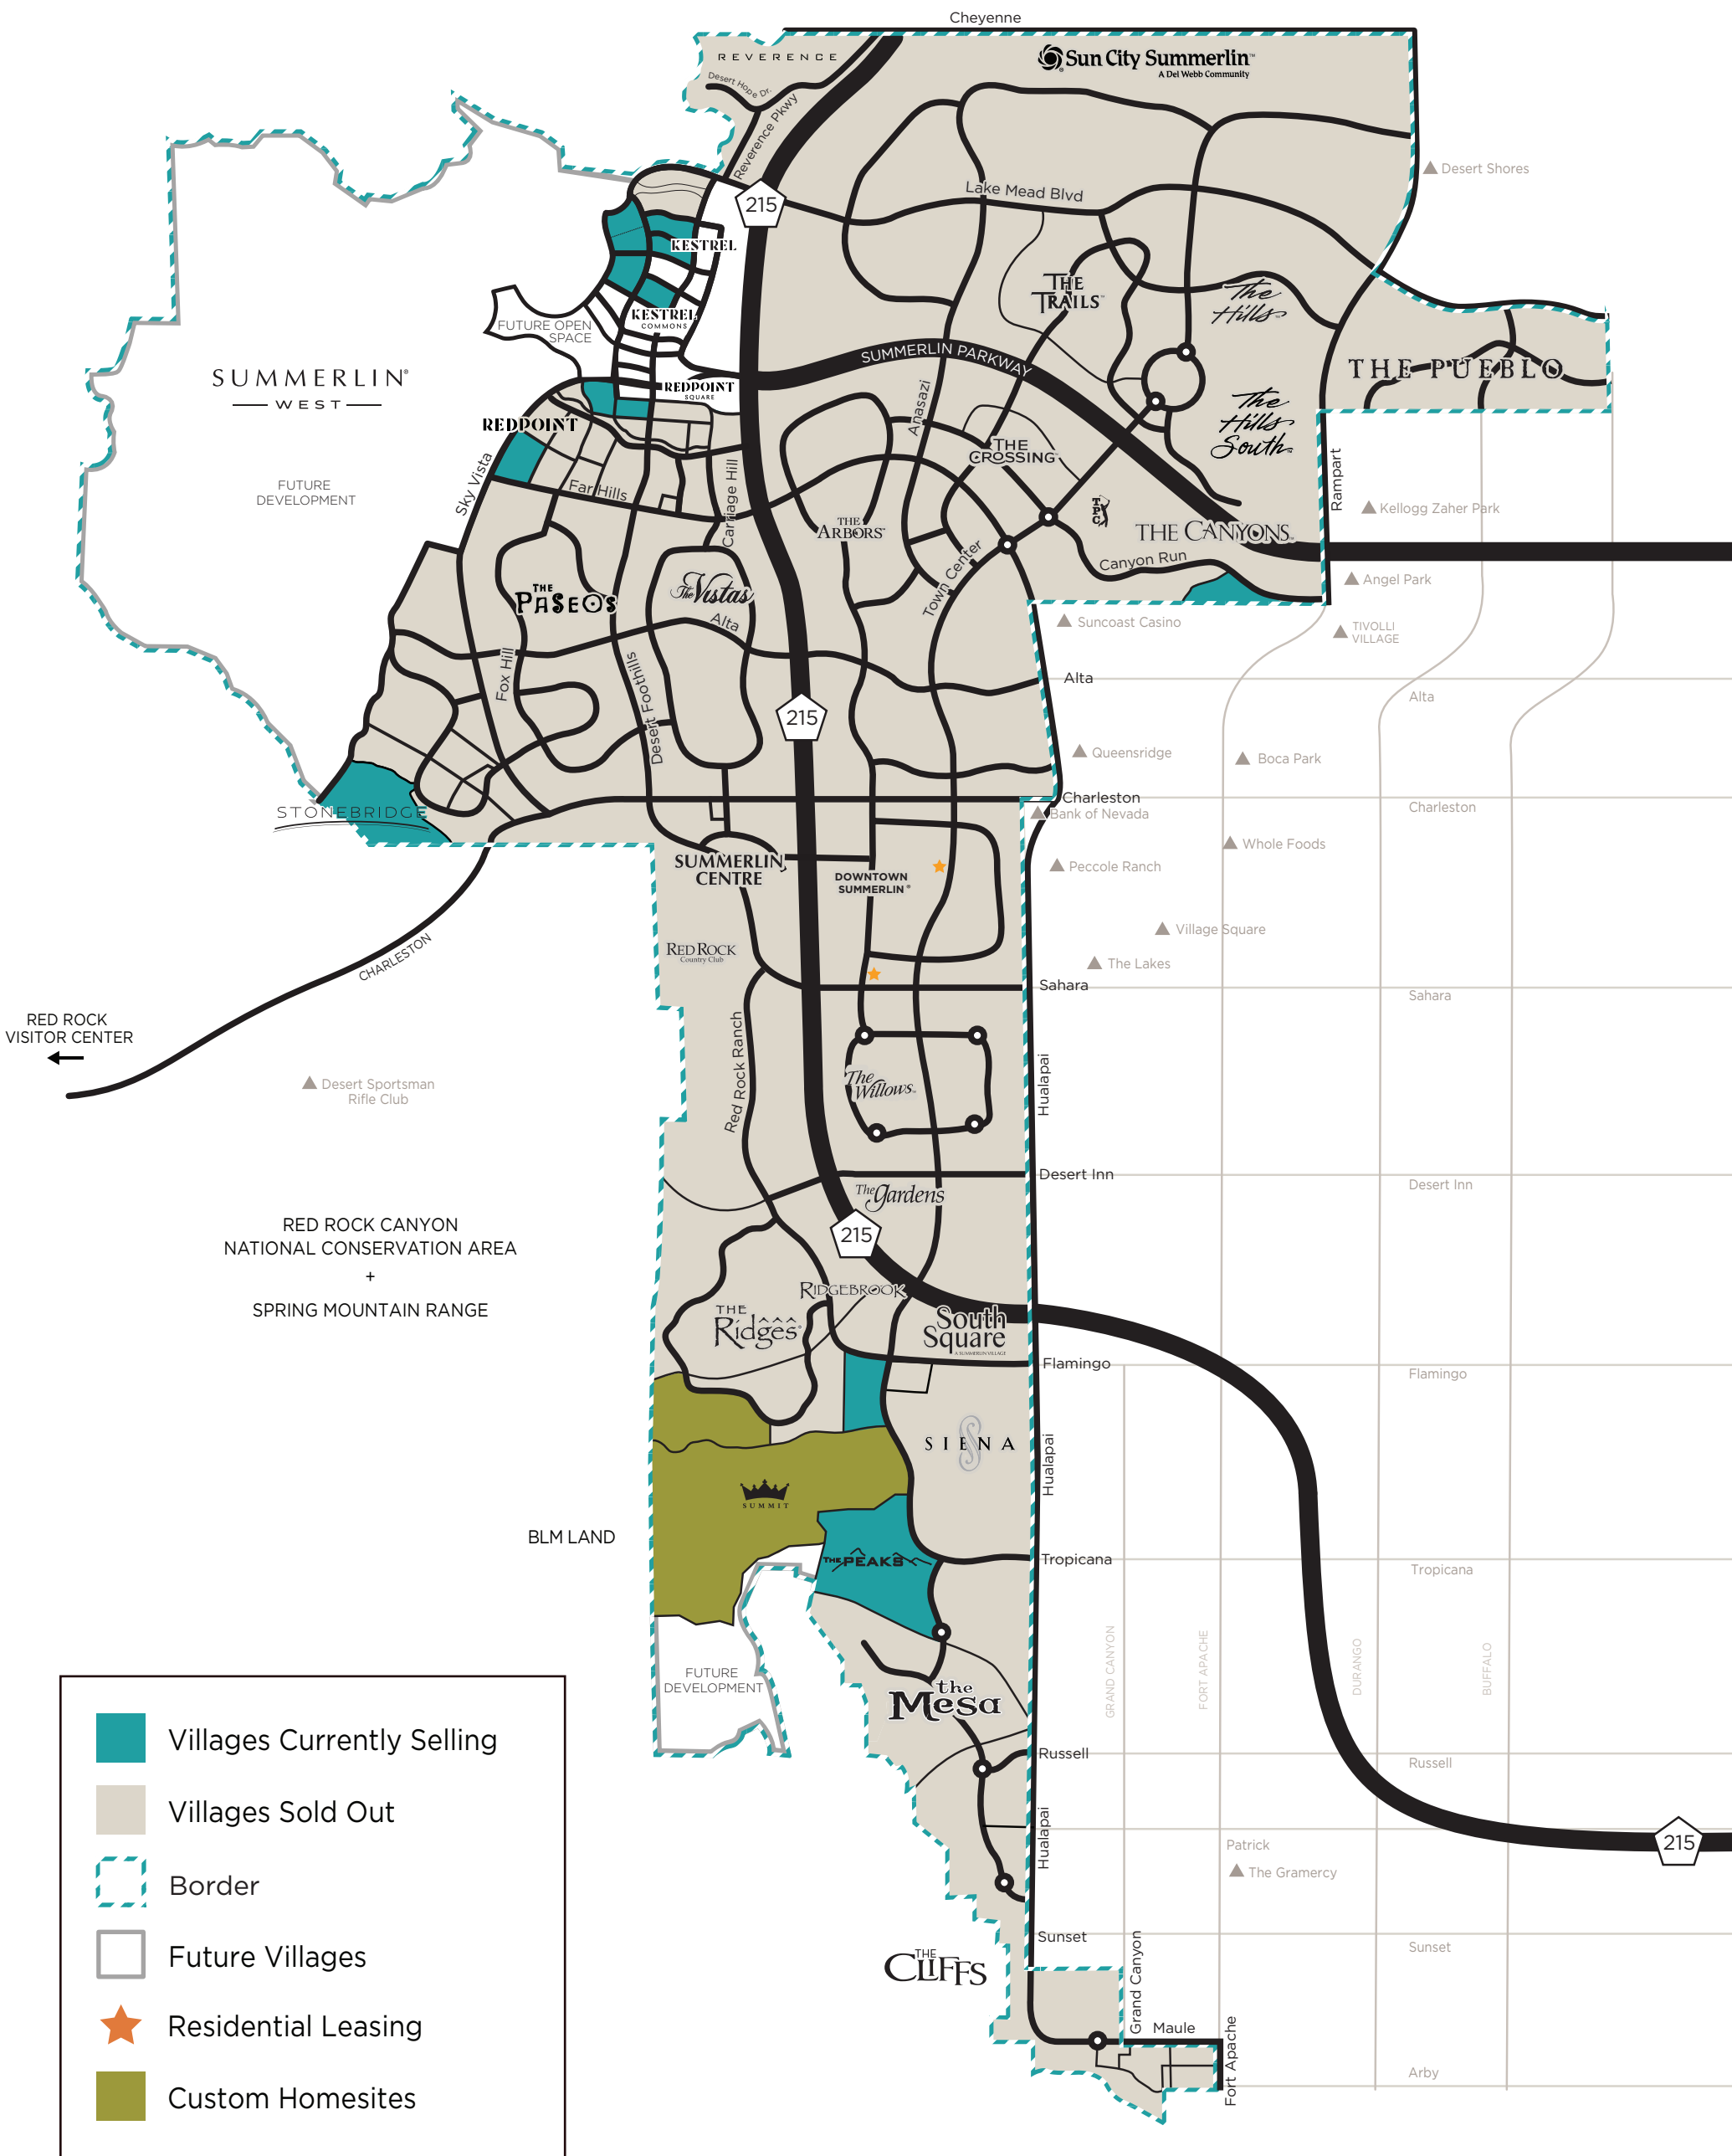 Cheyenne
REVERENCE
Desert Hope Dr.
Reverence Pkwy
Sun City Summerlin™
A Del Webb Community
Desert Shores
215
Lake Mead Blvd
KESTREL
KESTREL
COMMONS
FUTURE OPEN
SPACE
THE
TRAILS™
The
Hills™
SUMMERLIN PARKWAY
THE PUEBLO
SUMMERLIN®
WEST
REDPOINT
SQUARE
REDPOINT
Anasazi
The
Hills
South™
THE
CROSSING™
Rampart
FUTURE
DEVELOPMENT
Sky Vista
Far Hills
Carriage Hill
TPC
Kellogg Zaher Park
THE
ARBORS™
THE CANYONS™
Canyon Run
Town Center
Angel Park
THE
PASEOS
The Vistas
Alta
Suncoast Casino
TIVOLLI
VILLAGE
Fox Hill
Desert Foothills
Alta
Alta
215
Queensridge
Boca Park
STONEBRIDGE
Charleston
Charleston
Bank of Nevada
Whole Foods
SUMMERLIN
CENTRE
DOWNTOWN
SUMMERLIN®
Peccole Ranch
Village Square
CHARLESTON
RED ROCK
Country Club
The Lakes
Sahara
Sahara
RED ROCK
VISITOR CENTER
Desert Sportsman
Rifle Club
Red Rock Ranch
The
Willows™
Hualapai
Desert Inn
Desert Inn
The Gardens
RED ROCK CANYON
NATIONAL CONSERVATION AREA
+
SPRING MOUNTAIN RANGE
215
RIDGEBROOK
THE
Ridges®
South
Square
A SUMMERLIN VILLAGE
Flamingo
Flamingo
SIENA
Hualapai
SUMMIT
BLM LAND
THE PEAKS
Tropicana
Tropicana
GRAND CANYON
FORT APACHE
DURANGO
BUFFALO
FUTURE
DEVELOPMENT
the
Mesa
Russell
Russell
Hualapai
Patrick
The Gramercy
215
Sunset
Sunset
THE
CLIFFS
Grand Canyon
Maule
Fort Apache
Arby
Villages Currently Selling
Villages Sold Out
Border
Future Villages
Residential Leasing
Custom Homesites